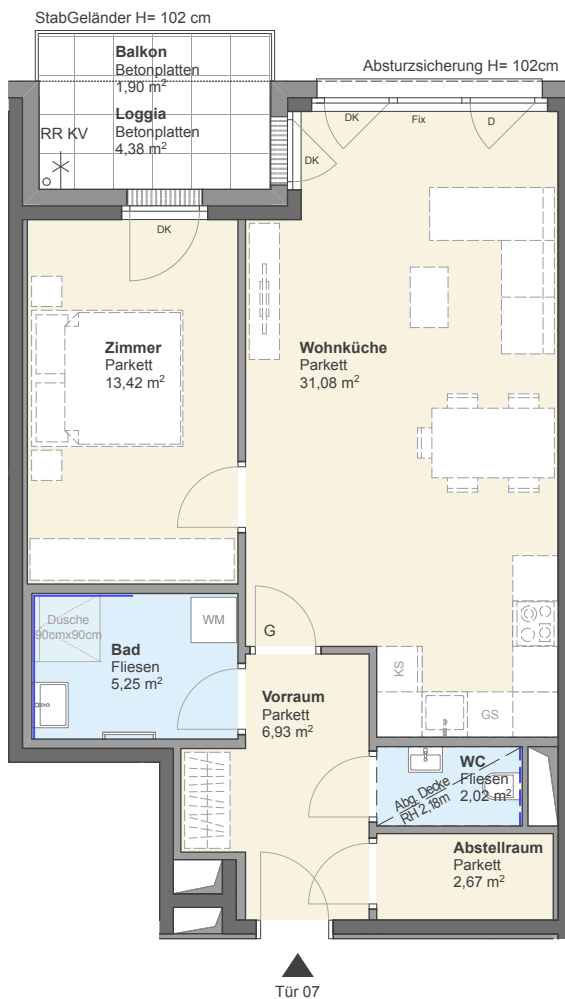 StabGeländer H= 102 cm
Balkon
Betonplatten
1,90 m²
Absturzsicherung H= 102cm
Loggia
Betonplatten
4,38 m²
RR KV
DK
Fix
D
DK
DK
Zimmer
Parkett
13,42 m²
Wohnküche
Parkett
31,08 m²
Dusche
90cmx90cm
WM
G
Bad
Fliesen
5,25 m²
KS
Vorraum
Parkett
6,93 m²
GS
WC
Fliesen
2,02 m²
Abg. Decke
RH 2,18m
Abstellraum
Parkett
2,67 m²
Tür 07